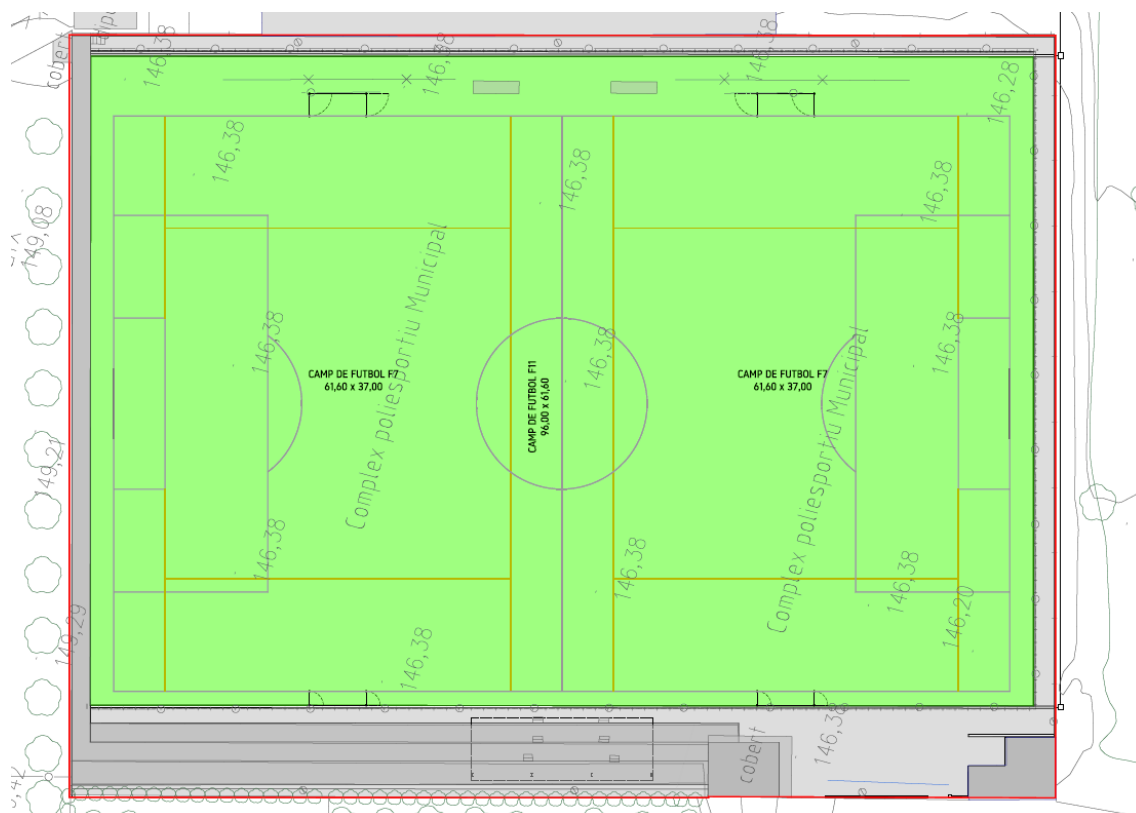 cobert
146,38
146,38
146,38
146,28
146,38
146,38
146,38
149,08
146,38
146,38
146,38
CAMP DE FUTBOL F7
61,60 x 37,00
CAMP DE FUTBOL F11
96,00 x 61,60
CAMP DE FUTBOL F7
61,60 x 37,00
Complex poliesportiu Municipal
Complex poliesportiu Municipal
149,21
146,38
146,38
146,38
146,20
149,29
146,38
146,38
cobert